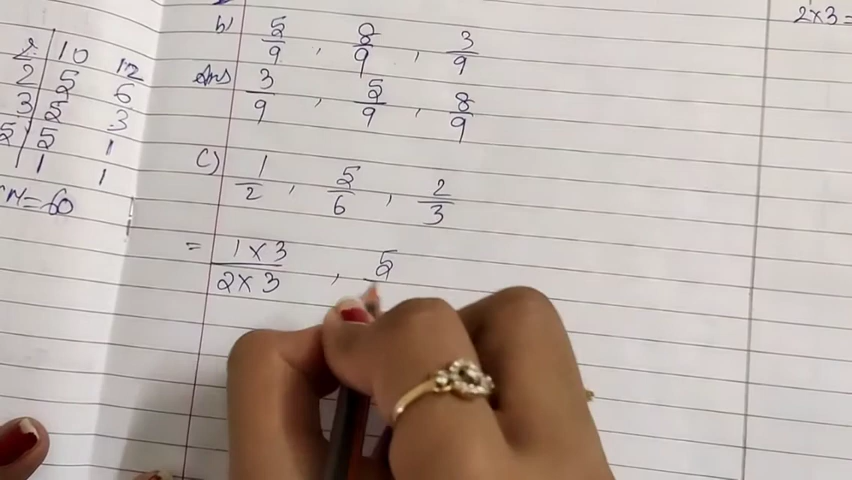 2 | 10 12
2 | 5 6
3 | 5 3
5 | 5 1
1 | 1 1
= 60
b) 5/9 , 8/9 , 3/9
Ans 3/9 , 5/9 , 8/9
c) 1/2 , 5/6 , 2/3
= 1×3/2×3 , 5
2×3=